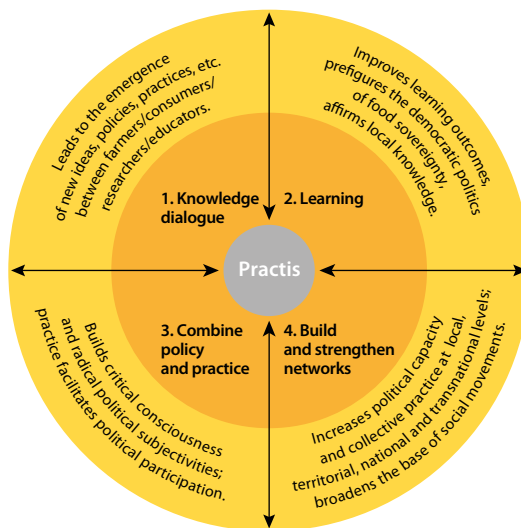 Leads to the emergence
of new ideas, policies, practices, etc.
between farmers/consumers/
researchers/educators.
Improves learning outcomes,
prefigures the democratic politics
of food sovereignty,
affirms local knowledge.
1. Knowledge
dialogue
2. Learning
Practis
3. Combine
policy
and practice
4. Build
and strengthen
networks
Builds critical consciousness
and radical political subjectivities;
practice facilitates political participation.
Increases political capacity
and collective practice at local,
territorial, national and transnational levels;
broadens the base of social movements.